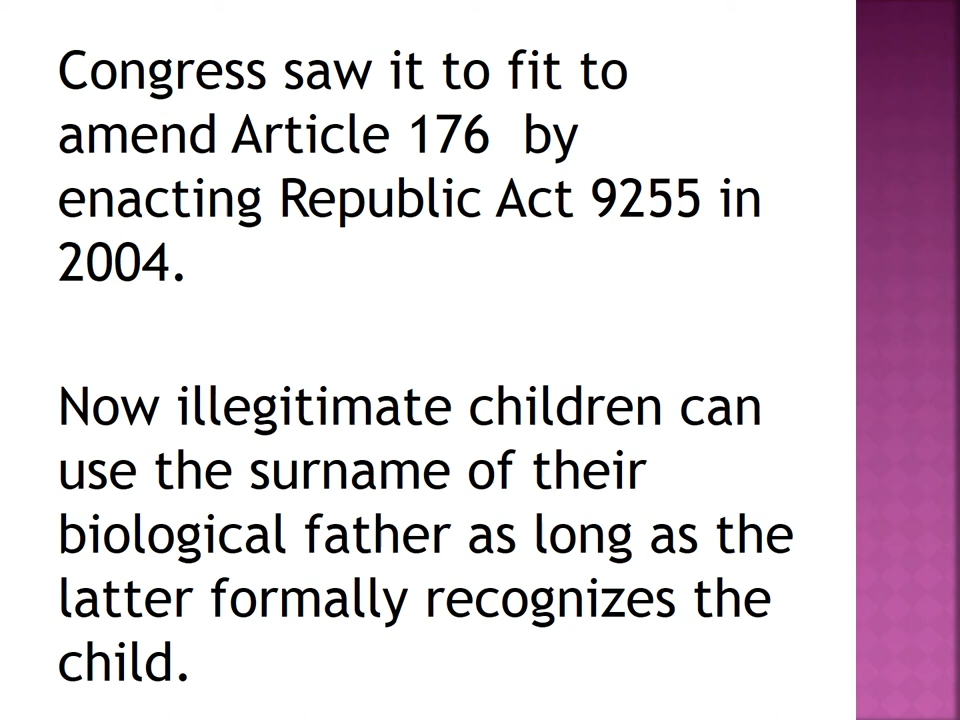 Congress saw it to fit to
amend Article 176  by
enacting Republic Act 9255 in
2004.
Now illegitimate children can
use the surname of their
biological father as long as the
latter formally recognizes the
child.